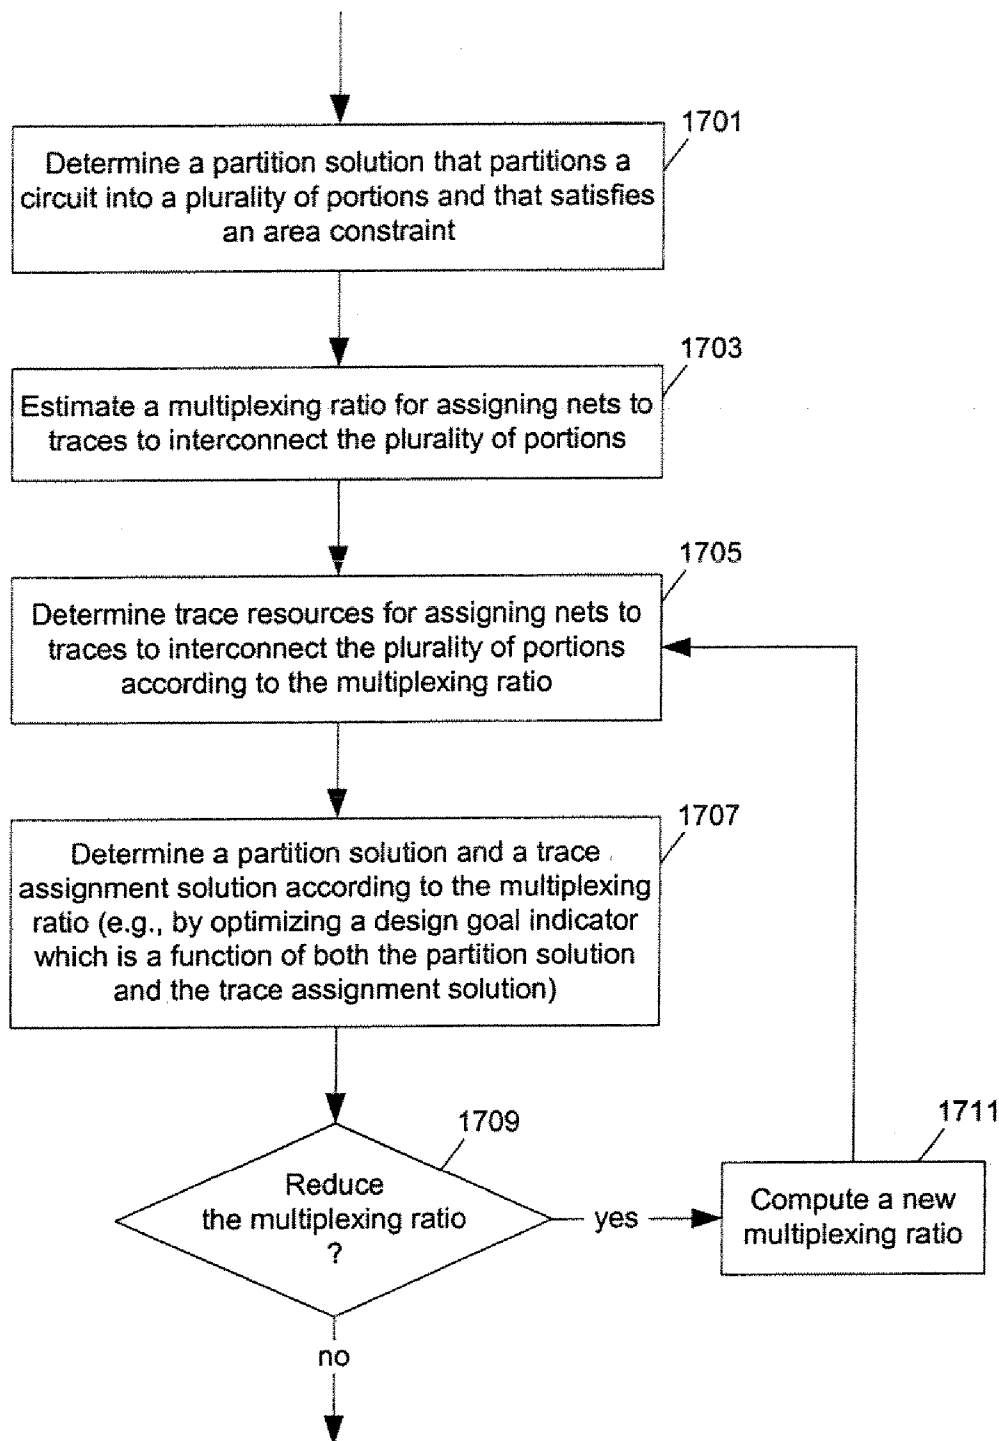 1701
Determine a partition solution that partitions a
circuit into a plurality of portions and that satisfies
an area constraint
1703
Estimate a multiplexing ratio for assigning nets to
traces to interconnect the plurality of portions
1705
Determine trace resources for assigning nets to
traces to interconnect the plurality of portions
according to the multiplexing ratio
1707
Determine a partition solution and a trace
assignment solution according to the multiplexing
ratio (e.g., by optimizing a design goal indicator
which is a function of both the partition solution
and the trace assignment solution)
1709
Reduce
the multiplexing ratio
?
yes
1711
Compute a new
multiplexing ratio
no